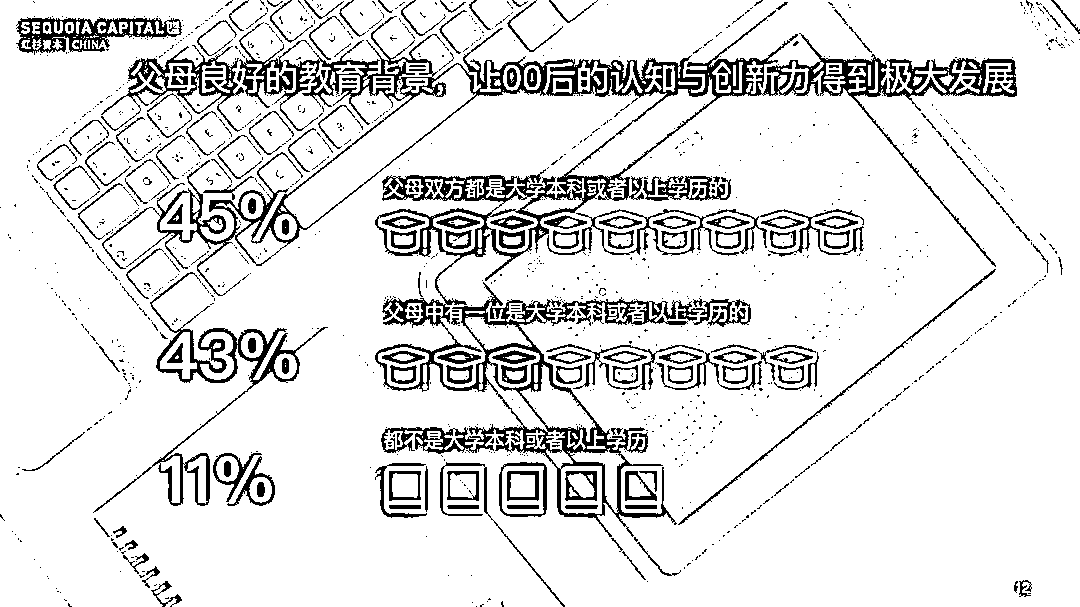 SEQUOIA CAPITAL
红杉资本 CHINA
父母良好的教育背景，让00后的认知与创新力得到极大发展
45%
父母双方都是大学本科或者以上学历的
43%
父母中有一位是大学本科或者以上学历的
11%
都不是大学本科或者以上学历
12